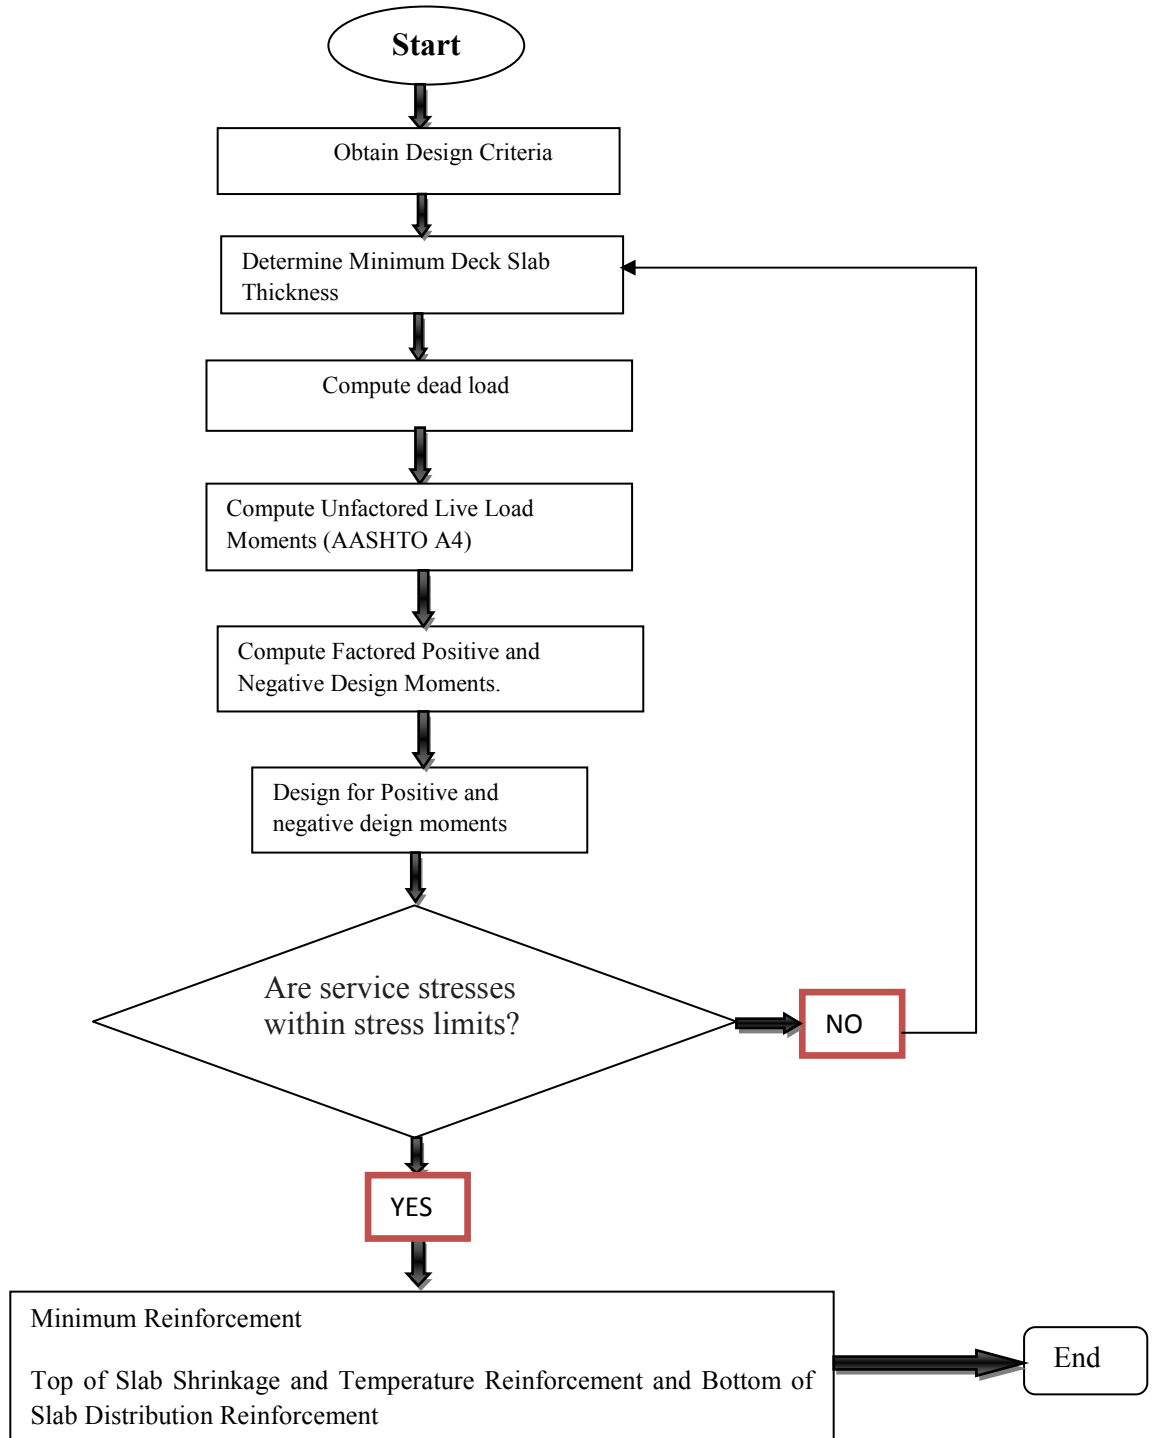 Start
Obtain Design Criteria
Determine Minimum Deck Slab
Thickness
Compute dead load
Compute Unfactored Live Load
Moments (AASHTO A4)
Compute Factored Positive and
Negative Design Moments.
Design for Positive and
negative deign moments
Are service stresses
within stress limits?
NO
YES
Minimum Reinforcement
Top of Slab Shrinkage and Temperature Reinforcement and Bottom of
Slab Distribution Reinforcement
End